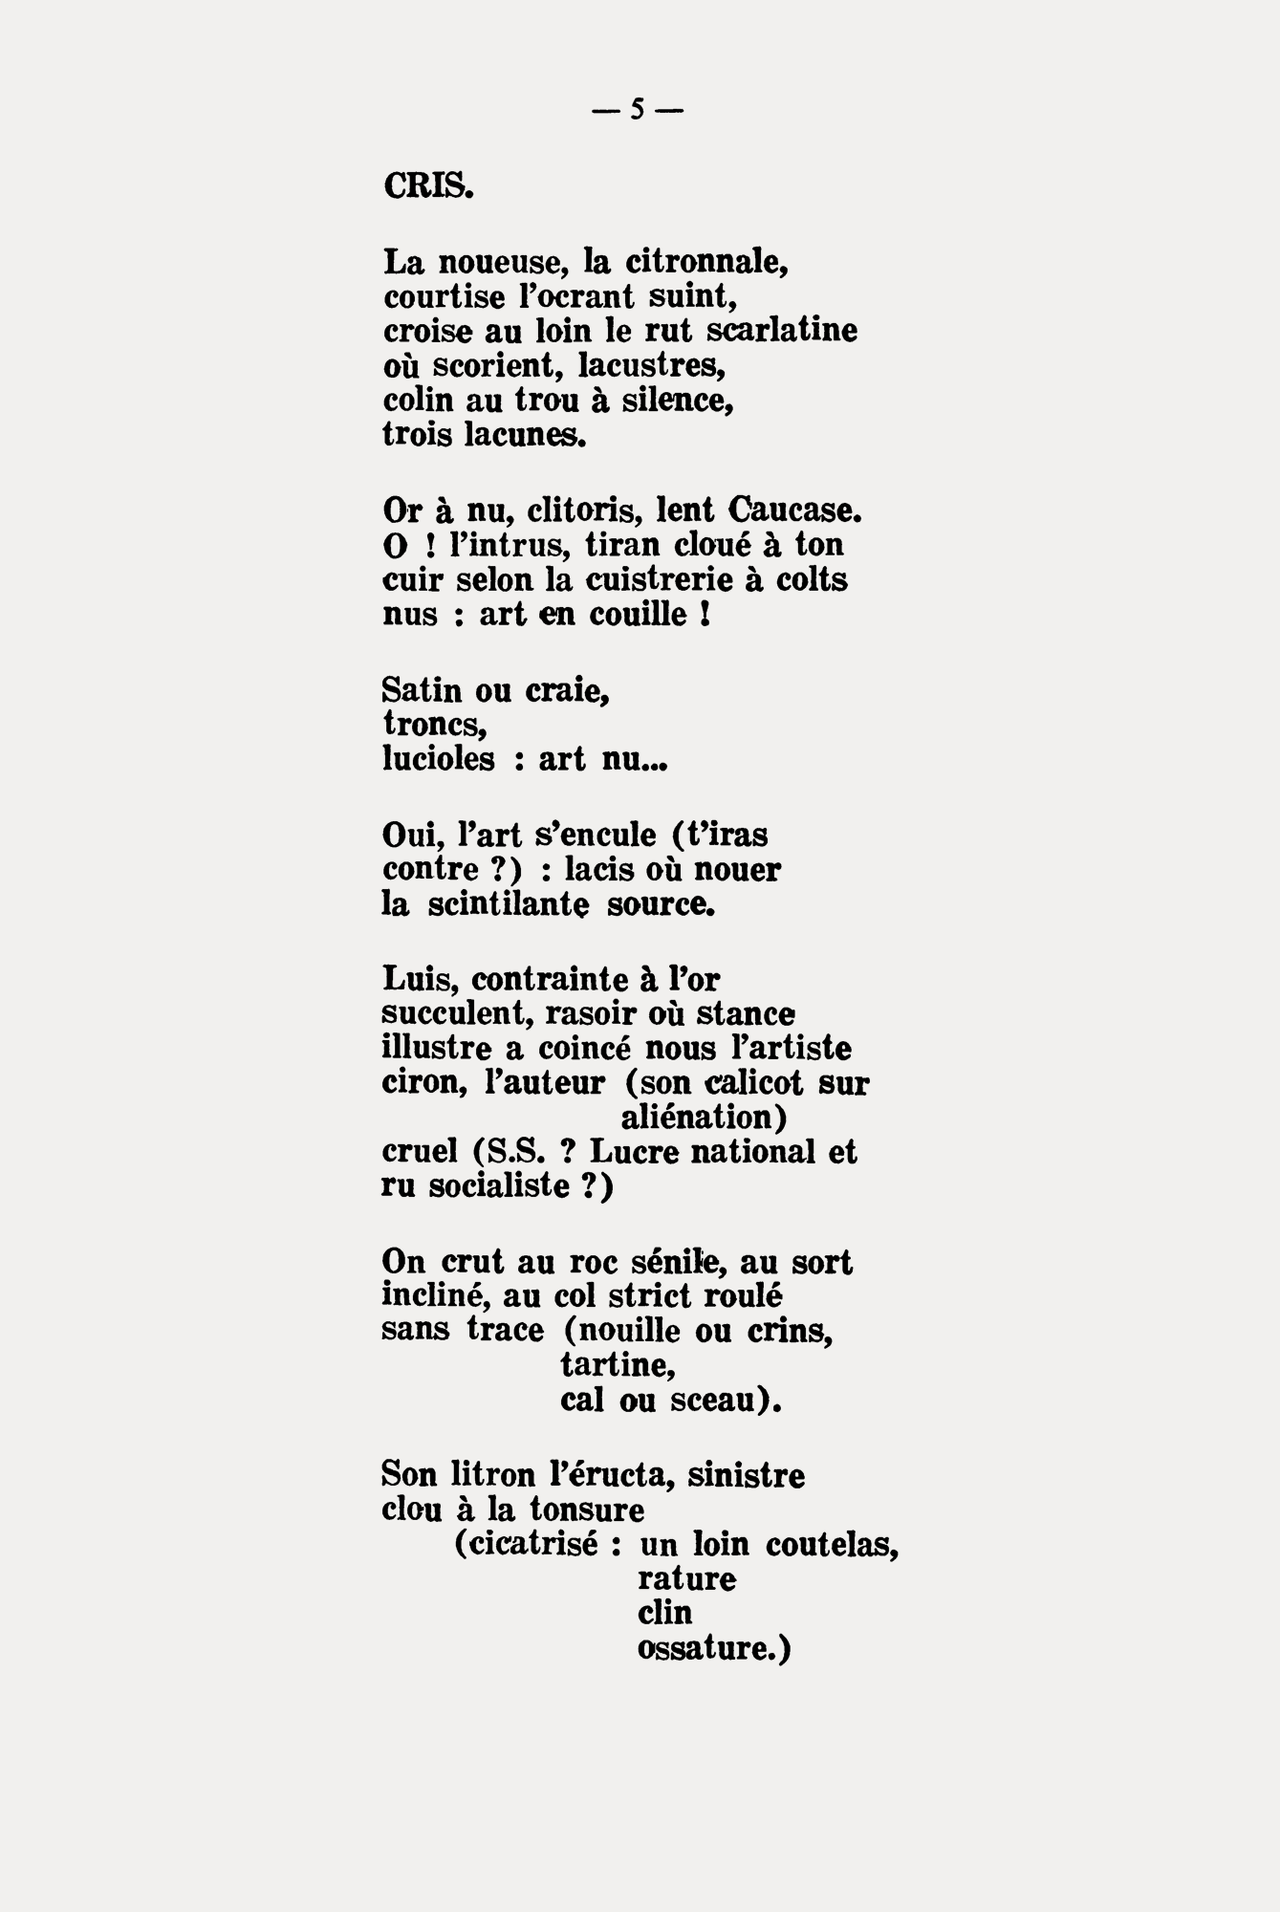 — 5 —
CRIS.
La noueuse, la citronnale,
courtise l'ocrant suint,
croise au loin le rut scarlatine
où scorient, lacustres,
colin au trou à silence,
trois lacunes.
Or à nu, clitoris, lent Caucase.
O ! l'intrus, tiran cloué à ton
cuir selon la cuistrerie à colts
nus : art en couille !
Satin ou craie,
troncs,
lucioles : art nu...
Oui, l'art s'encule (t'iras
contre ?) : lacis où nouer
la scintilante source.
Luis, contrainte à l'or
succulent, rasoir où stance
illustre a coincé nous l'artiste
ciron, l'auteur (son calicot sur
aliénation)
cruel (S.S. ? Lucre national et
ru socialiste ?)
On crut au roc sénile, au sort
incliné, au col strict roulé
sans trace (nouille ou crins,
tartine,
cal ou sceau).
Son litron l'éructa, sinistre
clou à la tonsure
(cicatrisé : un loin coutelas,
rature
clin
ossature.)